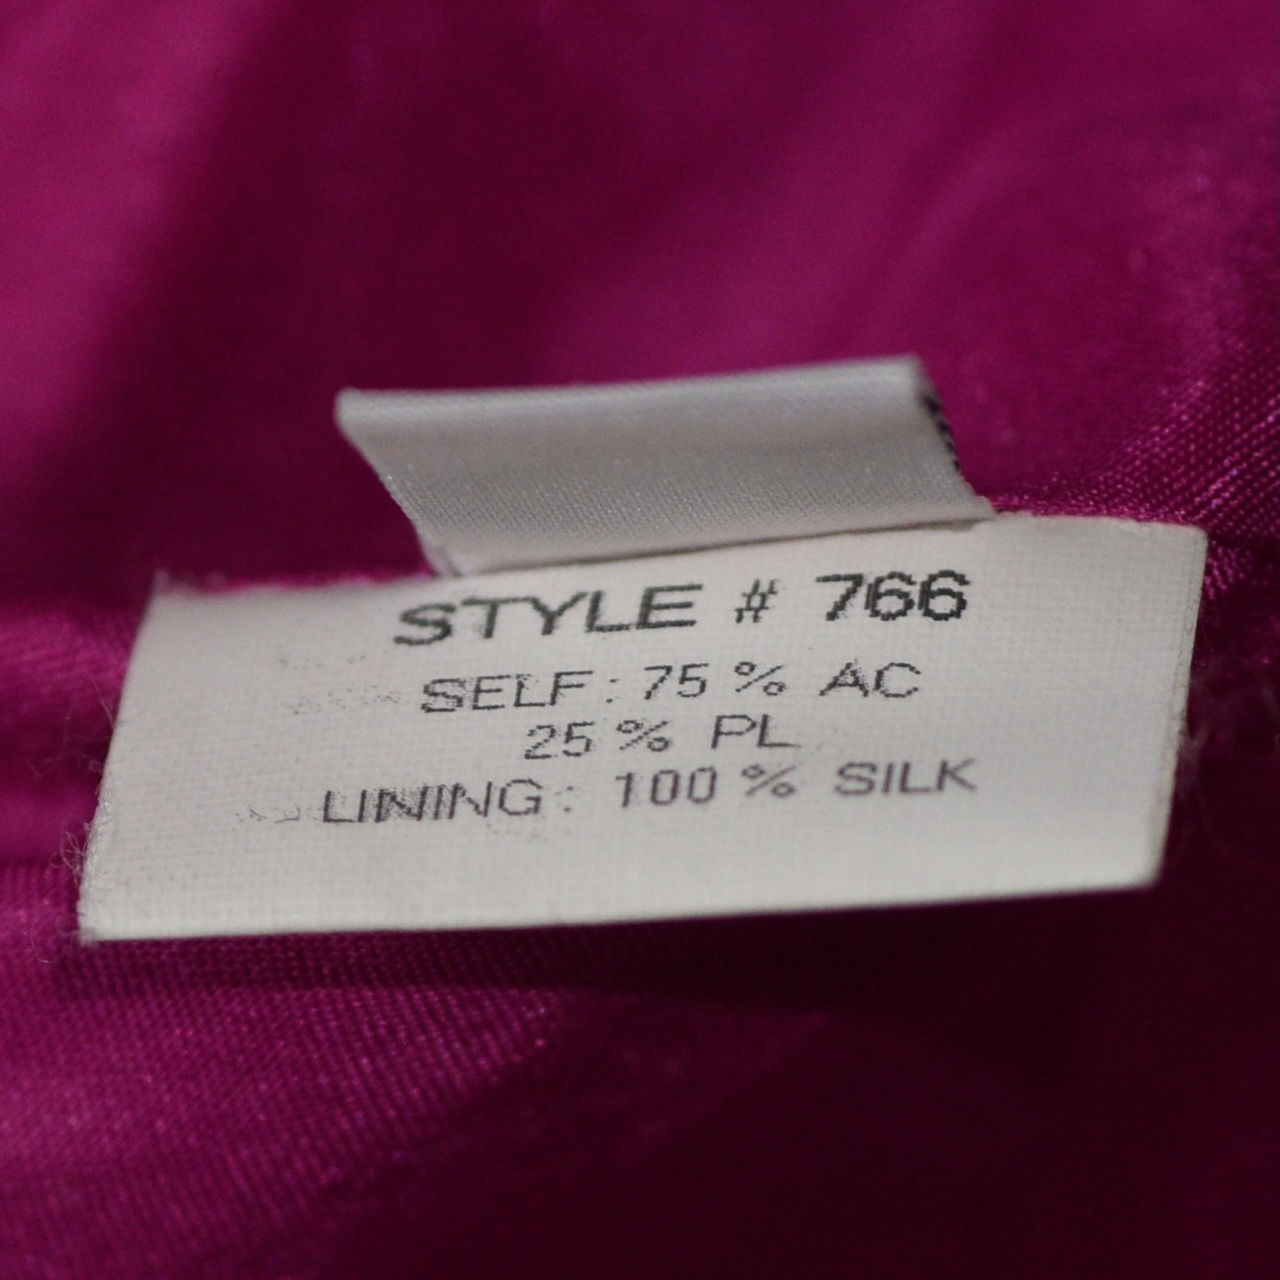 STYLE # 766
SELF: 75% AC
25% PL
LINING: 100% SILK